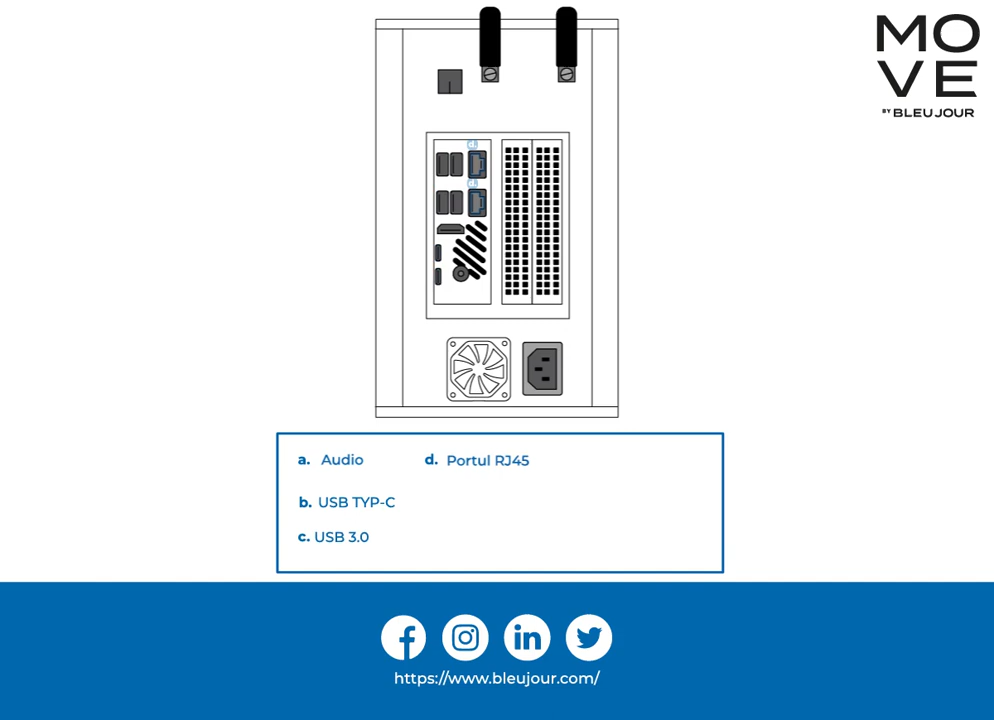 MO
VE
BY BLEUJOUR
d.
d.
a. Audio
d. Portul RJ45
b. USB TYP-C
c. USB 3.0
https://www.bleujour.com/